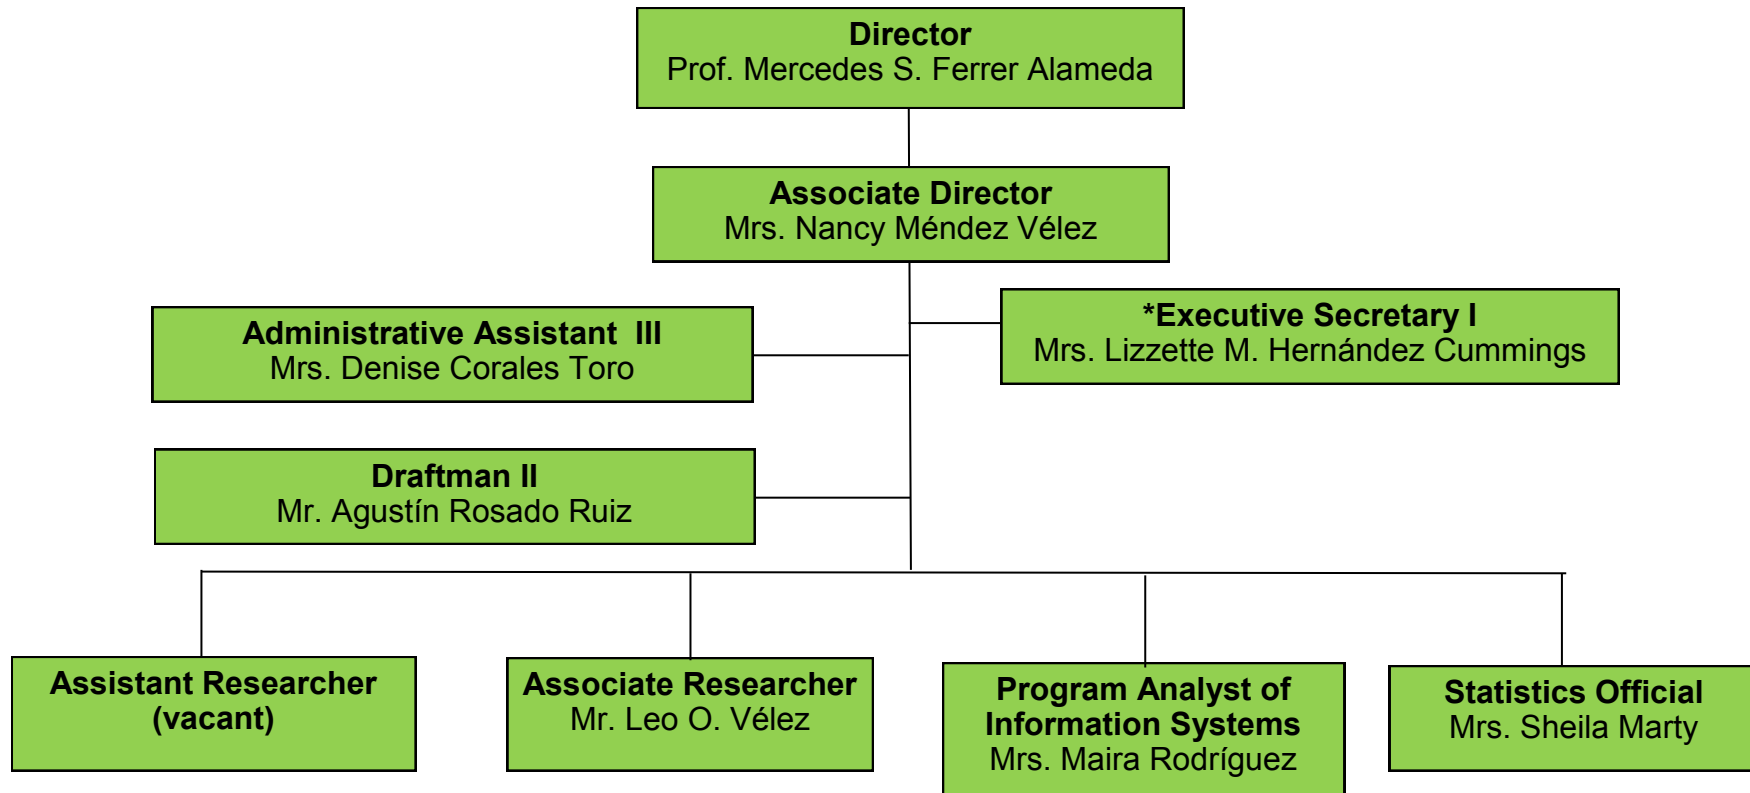 Director
Prof. Mercedes S. Ferrer Alameda
Associate Director
Mrs. Nancy Méndez Vélez
*Executive Secretary I
Mrs. Lizzette M. Hernández Cummings
Administrative Assistant  III
Mrs. Denise Corales Toro
Draftman II
Mr. Agustín Rosado Ruiz
Assistant Researcher
(vacant)
Associate Researcher
Mr. Leo O. Vélez
Program Analyst of
Information Systems
Mrs. Maira Rodríguez
Statistics Official
Mrs. Sheila Marty